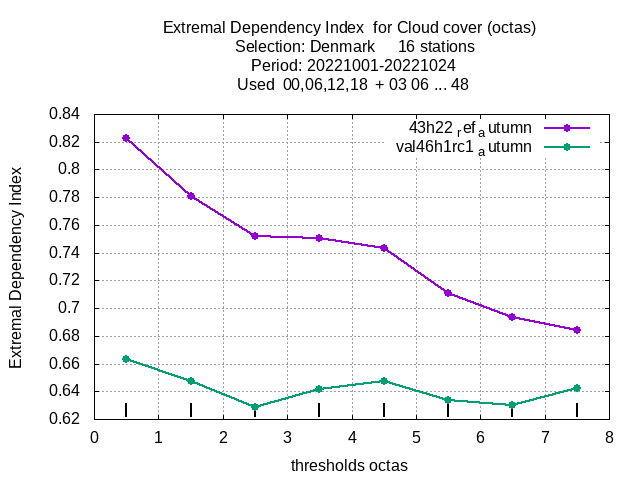 Extremal Dependency Index  for Cloud cover (octas)
Selection: Denmark     16 stations
Period: 20221001-20221024
Used  00,06,12,18  + 03 06 ... 48
43h22 ref autumn
val46h1rc1 autumn
Extremal Dependency Index
0.84
0.82
0.8
0.78
0.76
0.74
0.72
0.7
0.68
0.66
0.64
0.62
0 1 2 3 4 5 6 7 8
thresholds octas